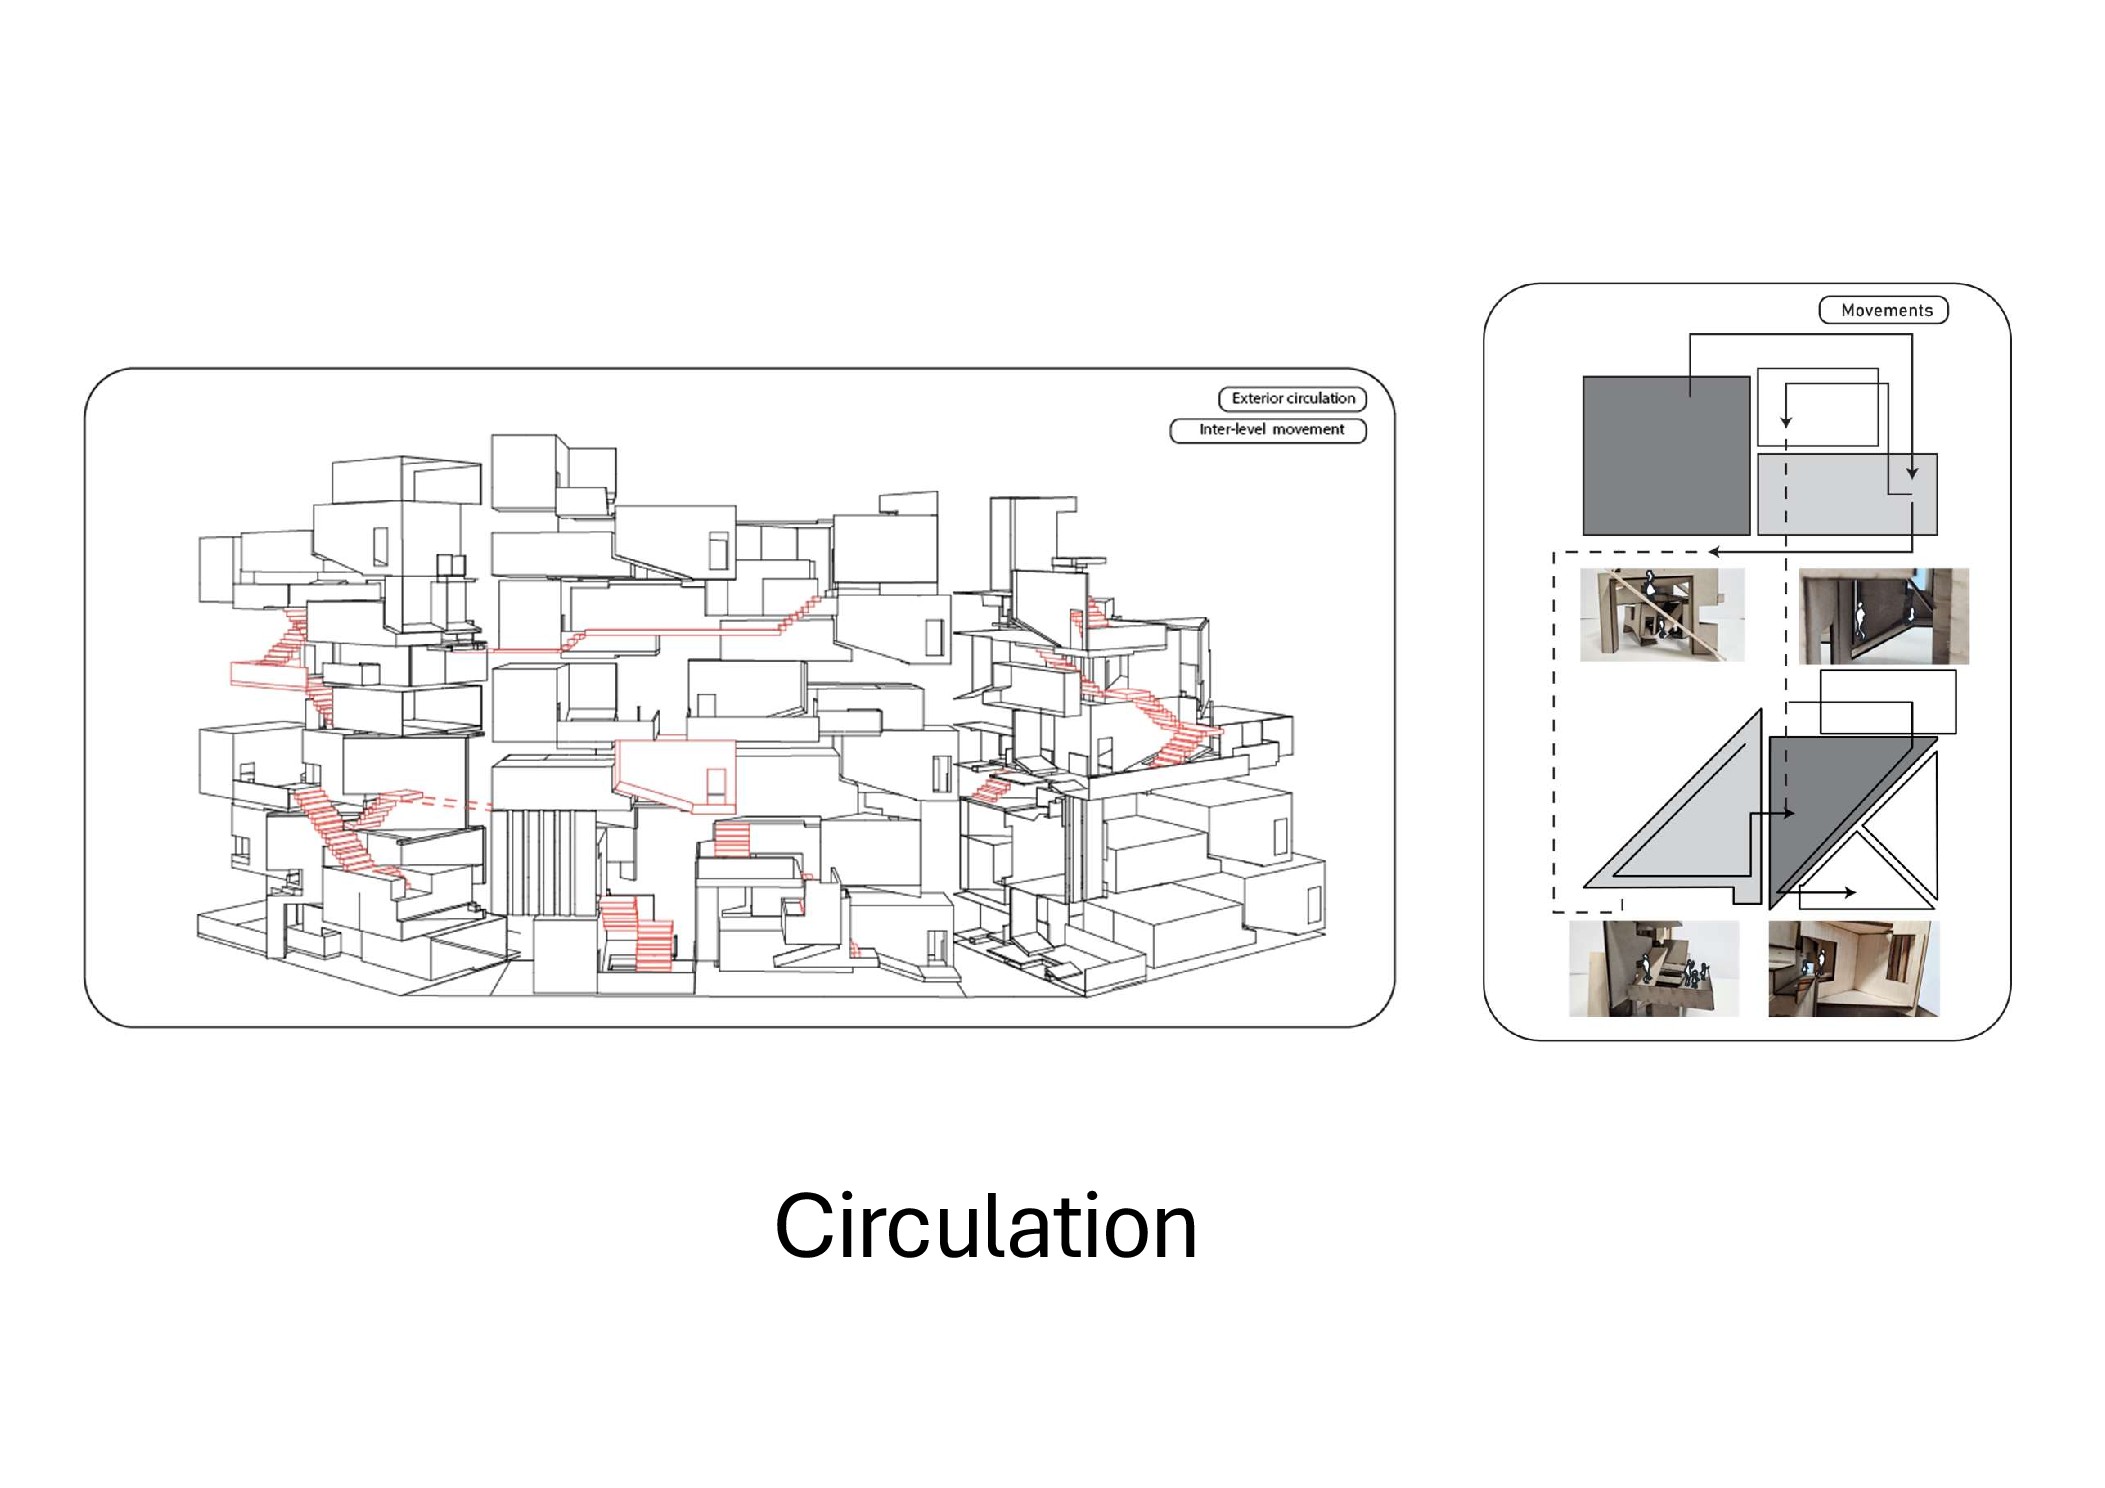 Exterior circulation
Inter-level movement
Movements
Circulation